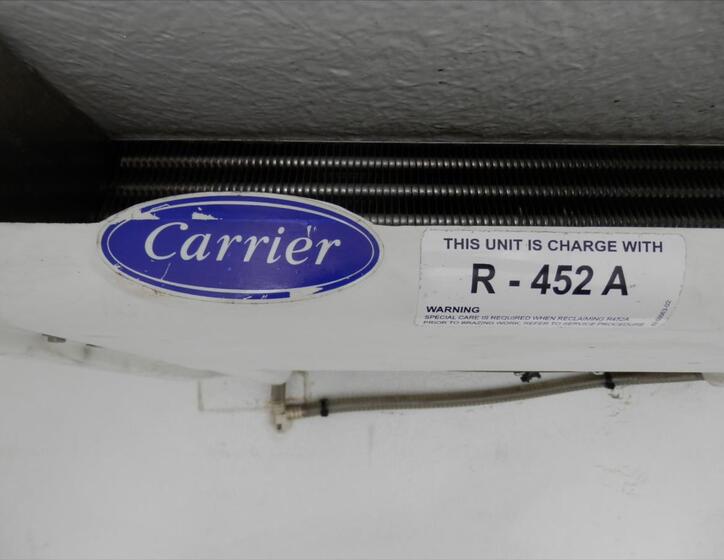 Carrier
THIS UNIT IS CHARGE WITH
R - 452 A
WARNING
SPECIAL CARE IS REQUIRED WHEN RECLAIMING R452A
PRIOR TO BRAZING WORK, REFER TO SERVICE PROCEDURE